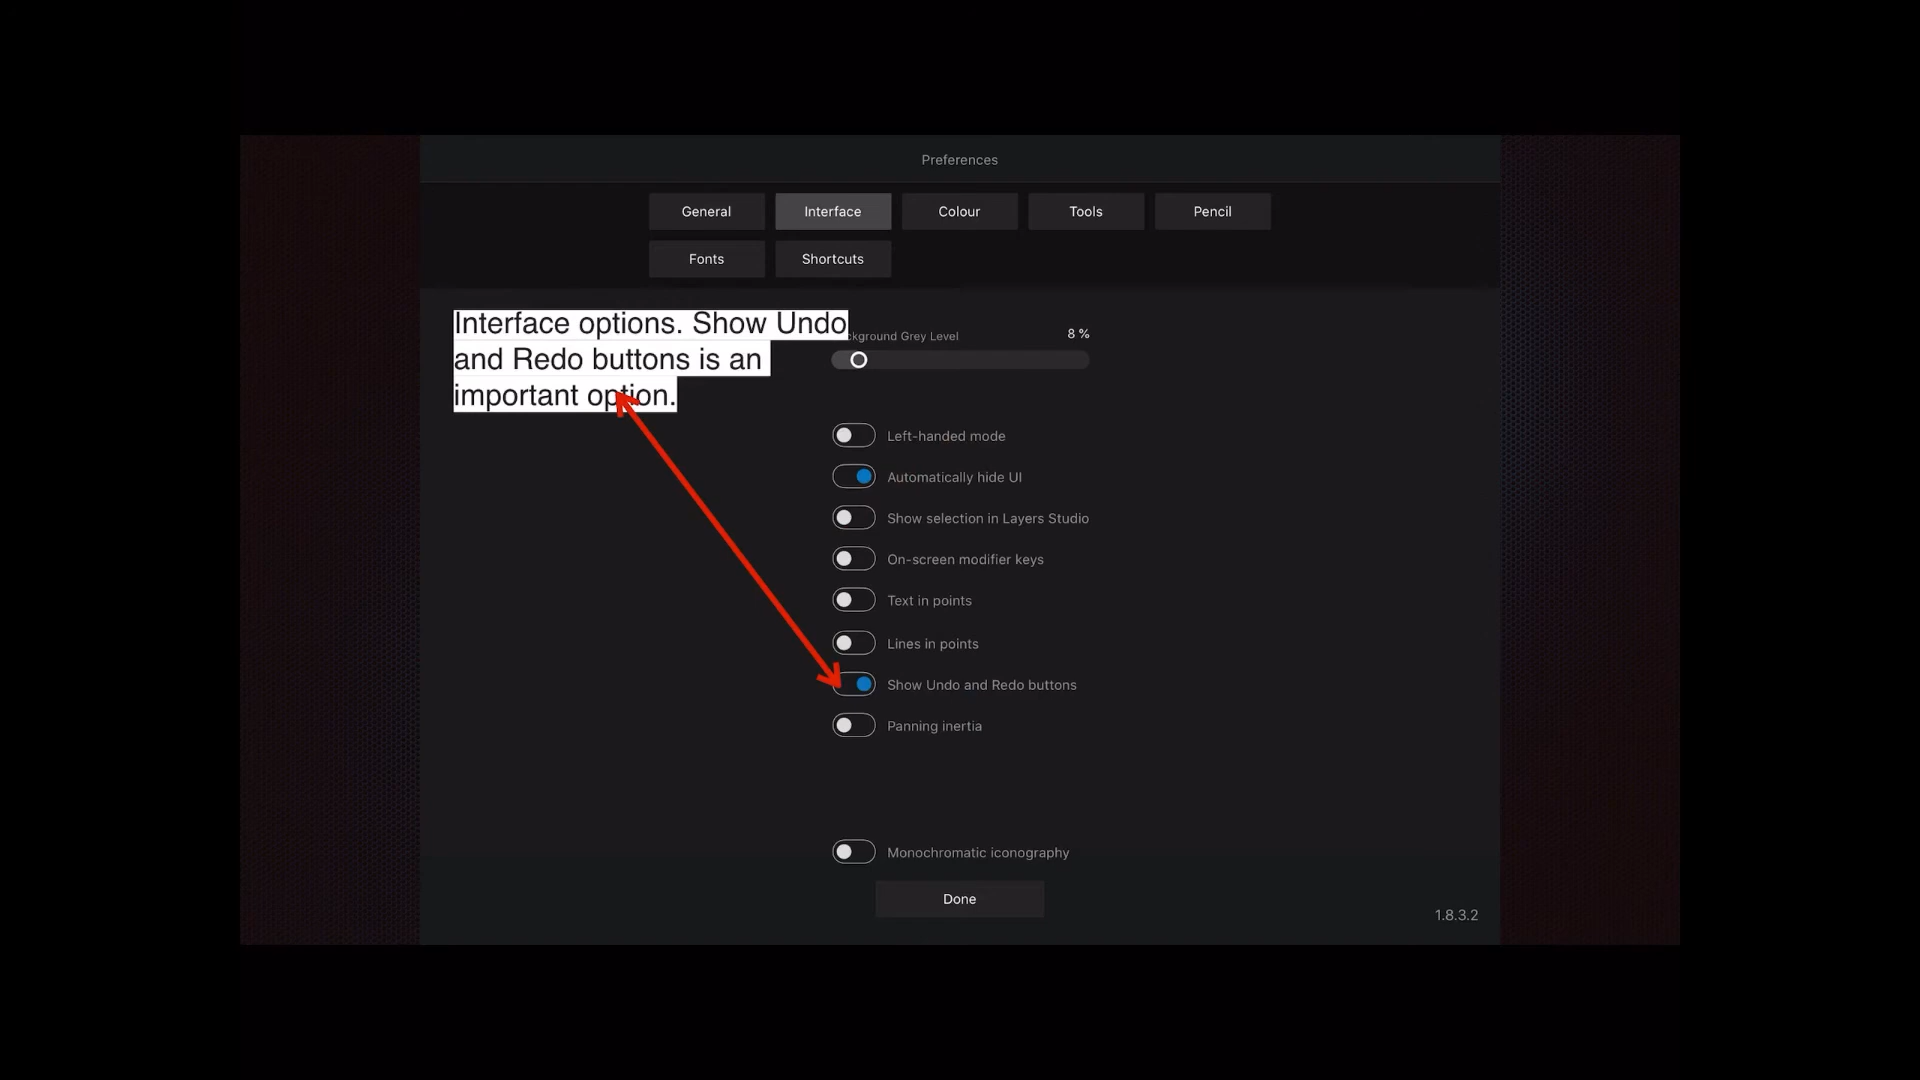 Preferences
General
Interface
Colour
Tools
Pencil
Fonts
Shortcuts
Interface options. Show Undo
and Redo buttons is an
important option.
Grey Level
8 %
Left-handed mode
Automatically hide UI
Show selection in Layers Studio
On-screen modifier keys
Text in points
Lines in points
Show Undo and Redo buttons
Panning inertia
Monochromatic iconography
Done
1.8.3.2